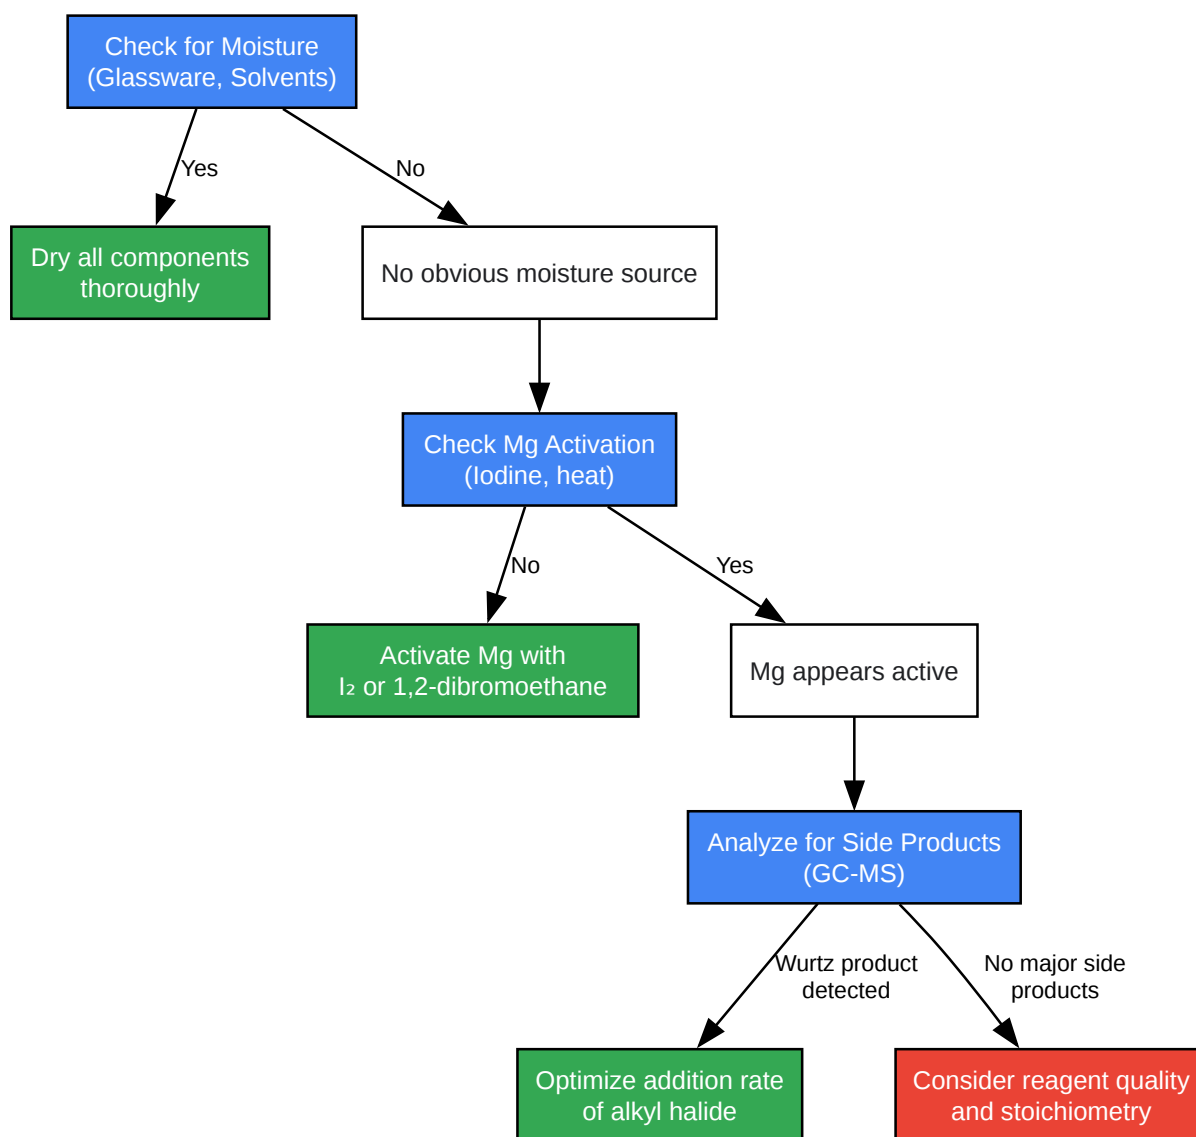 Check for Moisture
(Glassware, Solvents)
Yes
No
Dry all components
thoroughly
No obvious moisture source
Check Mg Activation
(Iodine, heat)
No
Yes
Activate Mg with
I₂ or 1,2-dibromoethane
Mg appears active
Analyze for Side Products
(GC-MS)
Wurtz product
detected
No major side
products
Optimize addition rate
of alkyl halide
Consider reagent quality
and stoichiometry